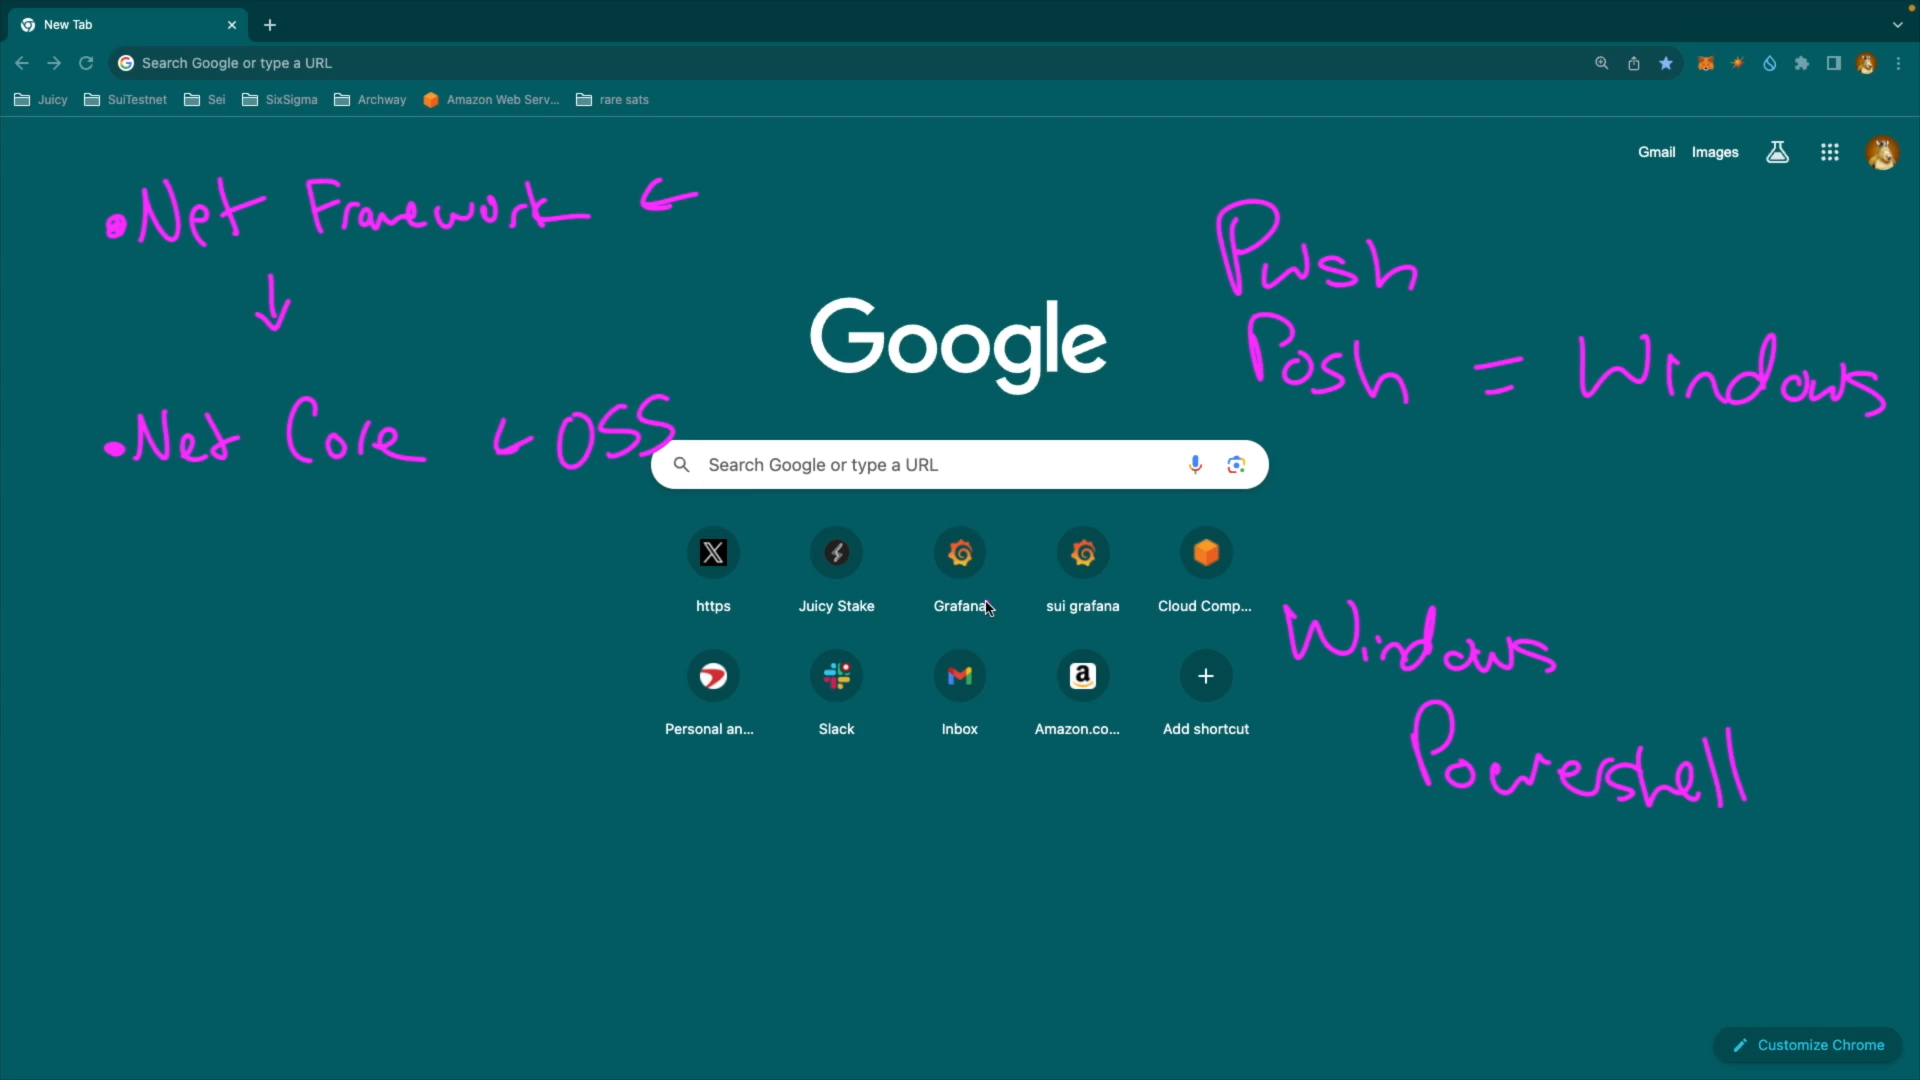 New Tab
Search Google or type a URL
Juicy SuiTestnet Sei SixSigma Archway Amazon Web Serv... rare sats
Gmail Images
.Net Framework ←
↓
.Net Core ← OSS
Pwsh
Posh = Windows
Google
Search Google or type a URL
https Juicy Stake Grafana sui grafana Cloud Comp...
Personal an... Slack Inbox Amazon.co... Add shortcut
Windows
Powershell
Customize Chrome